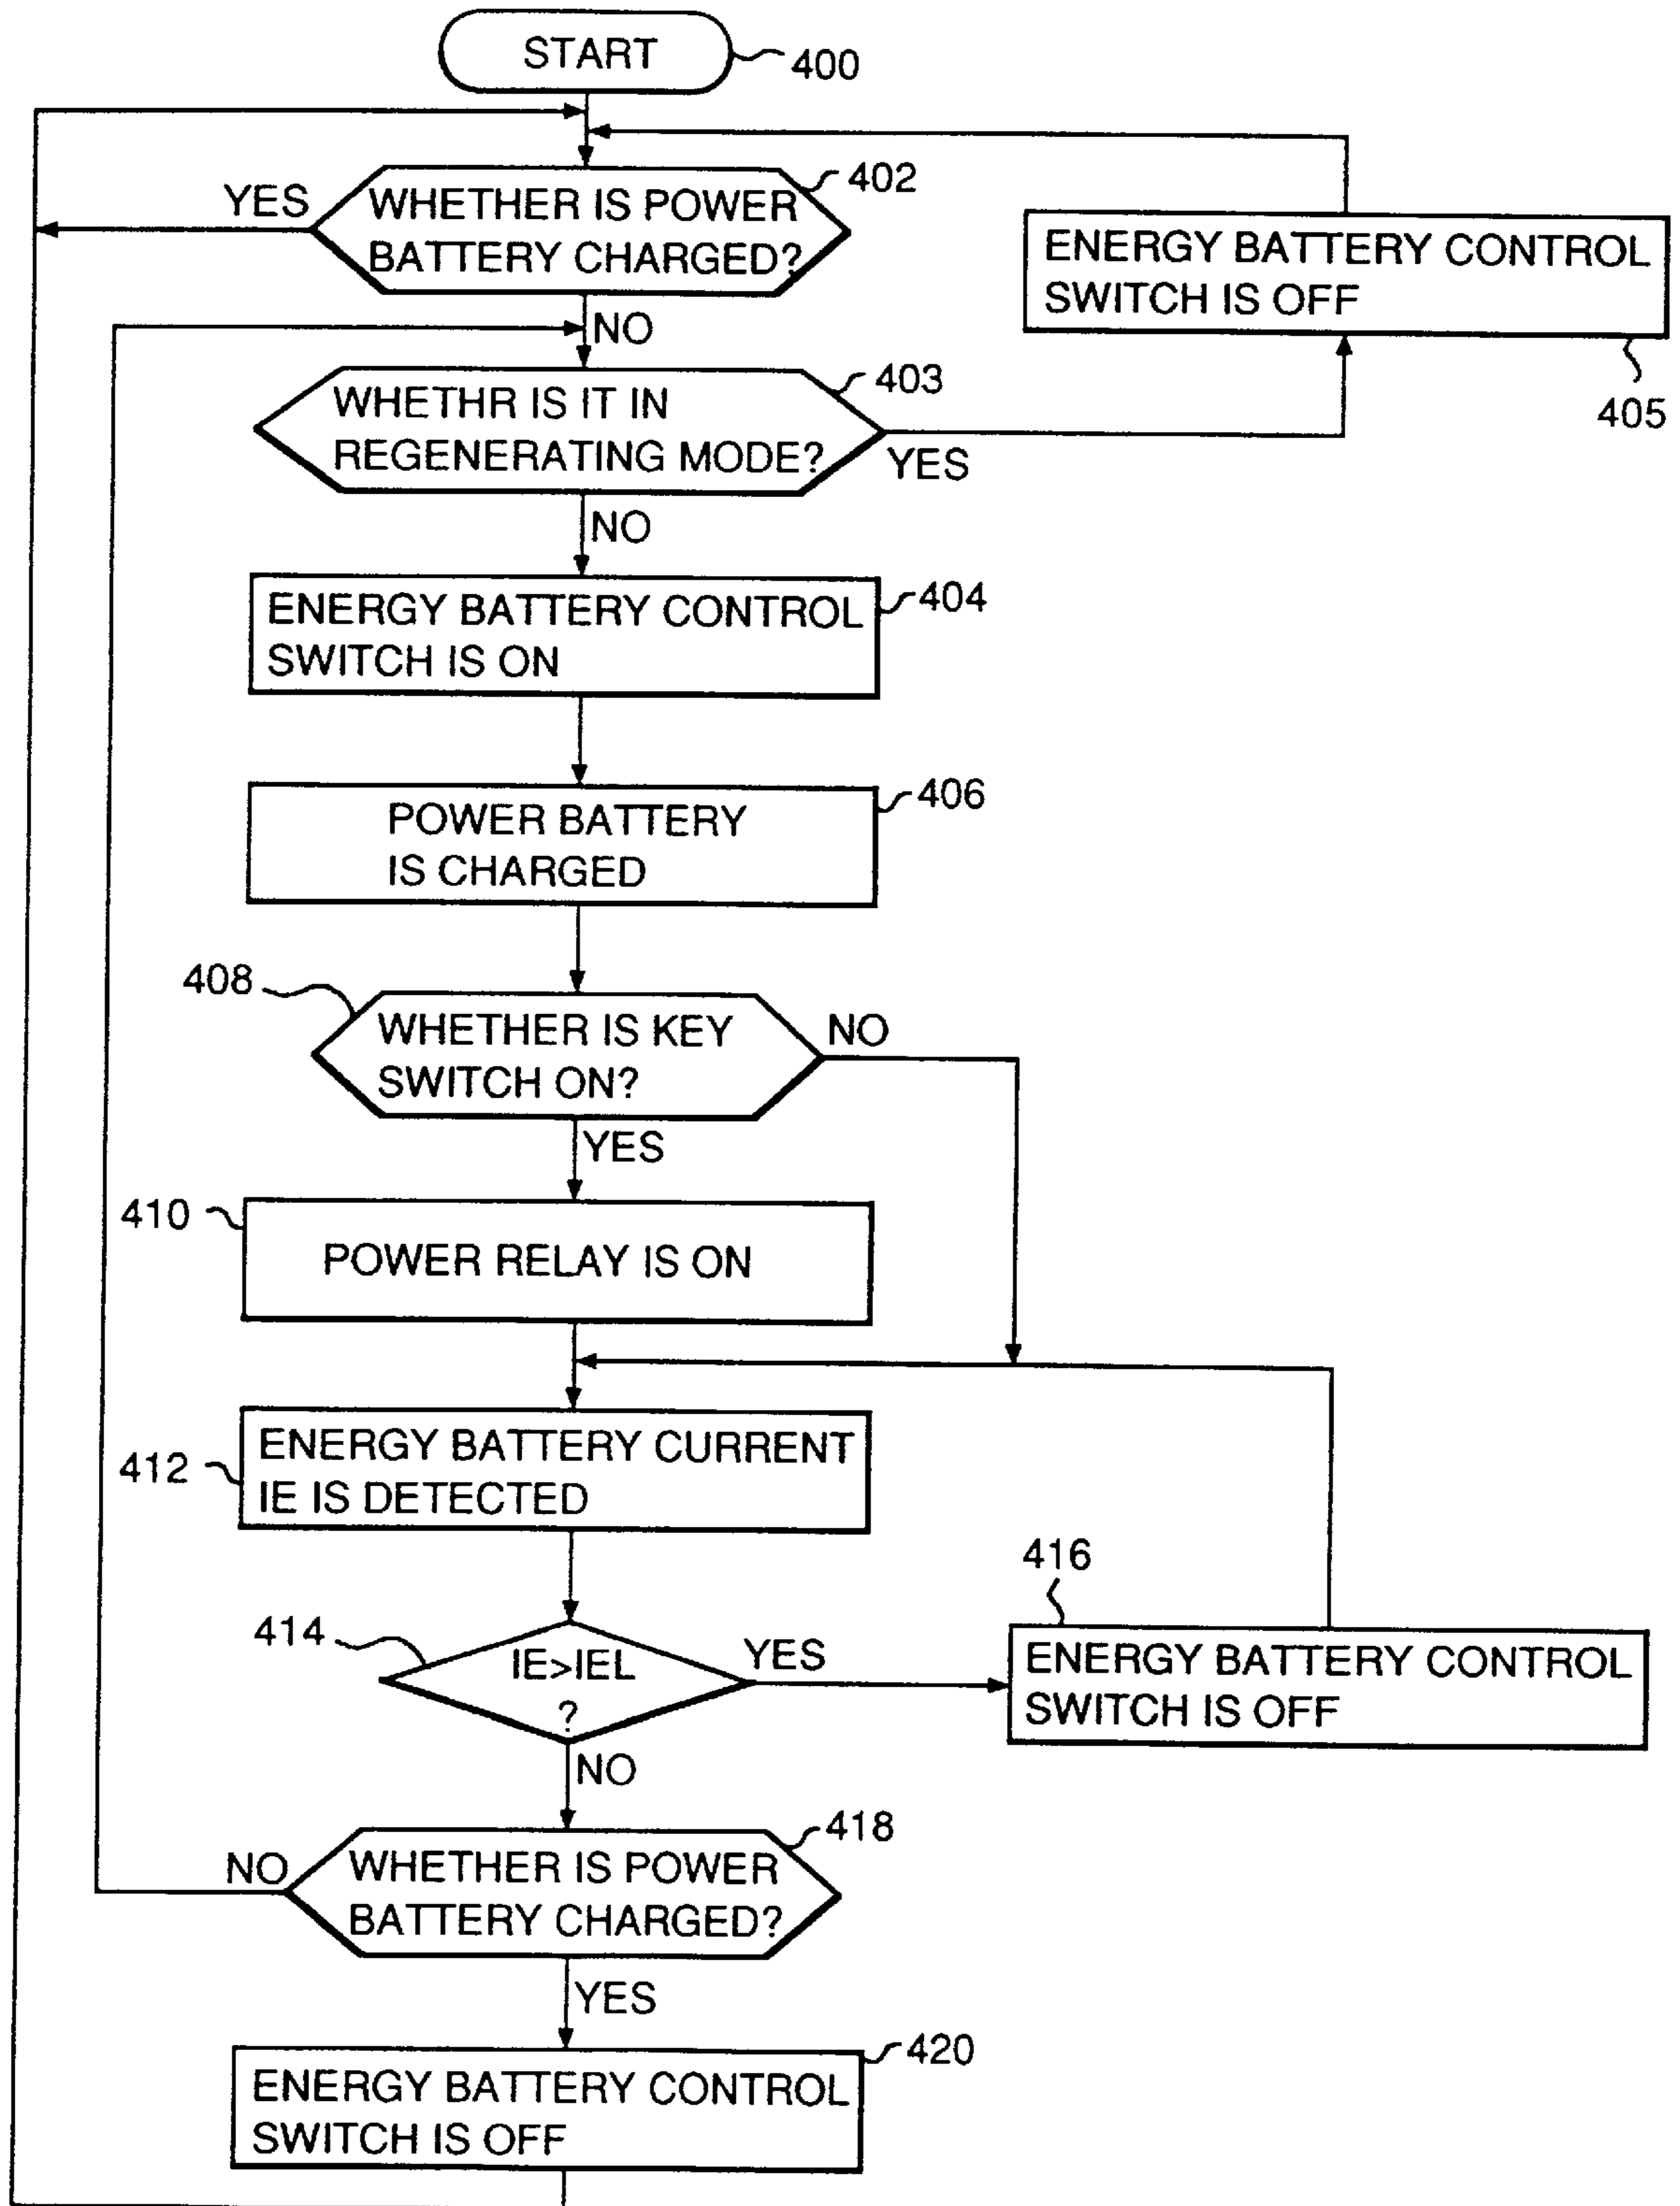 START
400
402
YES
WHETHER IS POWER
BATTERY CHARGED?
NO
ENERGY BATTERY CONTROL
SWITCH IS OFF
405
403
WHETHR IS IT IN
REGENERATING MODE?
YES
NO
404
ENERGY BATTERY CONTROL
SWITCH IS ON
406
POWER BATTERY
IS CHARGED
408
WHETHER IS KEY
SWITCH ON?
NO
YES
410
POWER RELAY IS ON
412
ENERGY BATTERY CURRENT
IE IS DETECTED
414
IE>IEL
?
YES
416
ENERGY BATTERY CONTROL
SWITCH IS OFF
NO
418
NO
WHETHER IS POWER
BATTERY CHARGED?
YES
420
ENERGY BATTERY CONTROL
SWITCH IS OFF